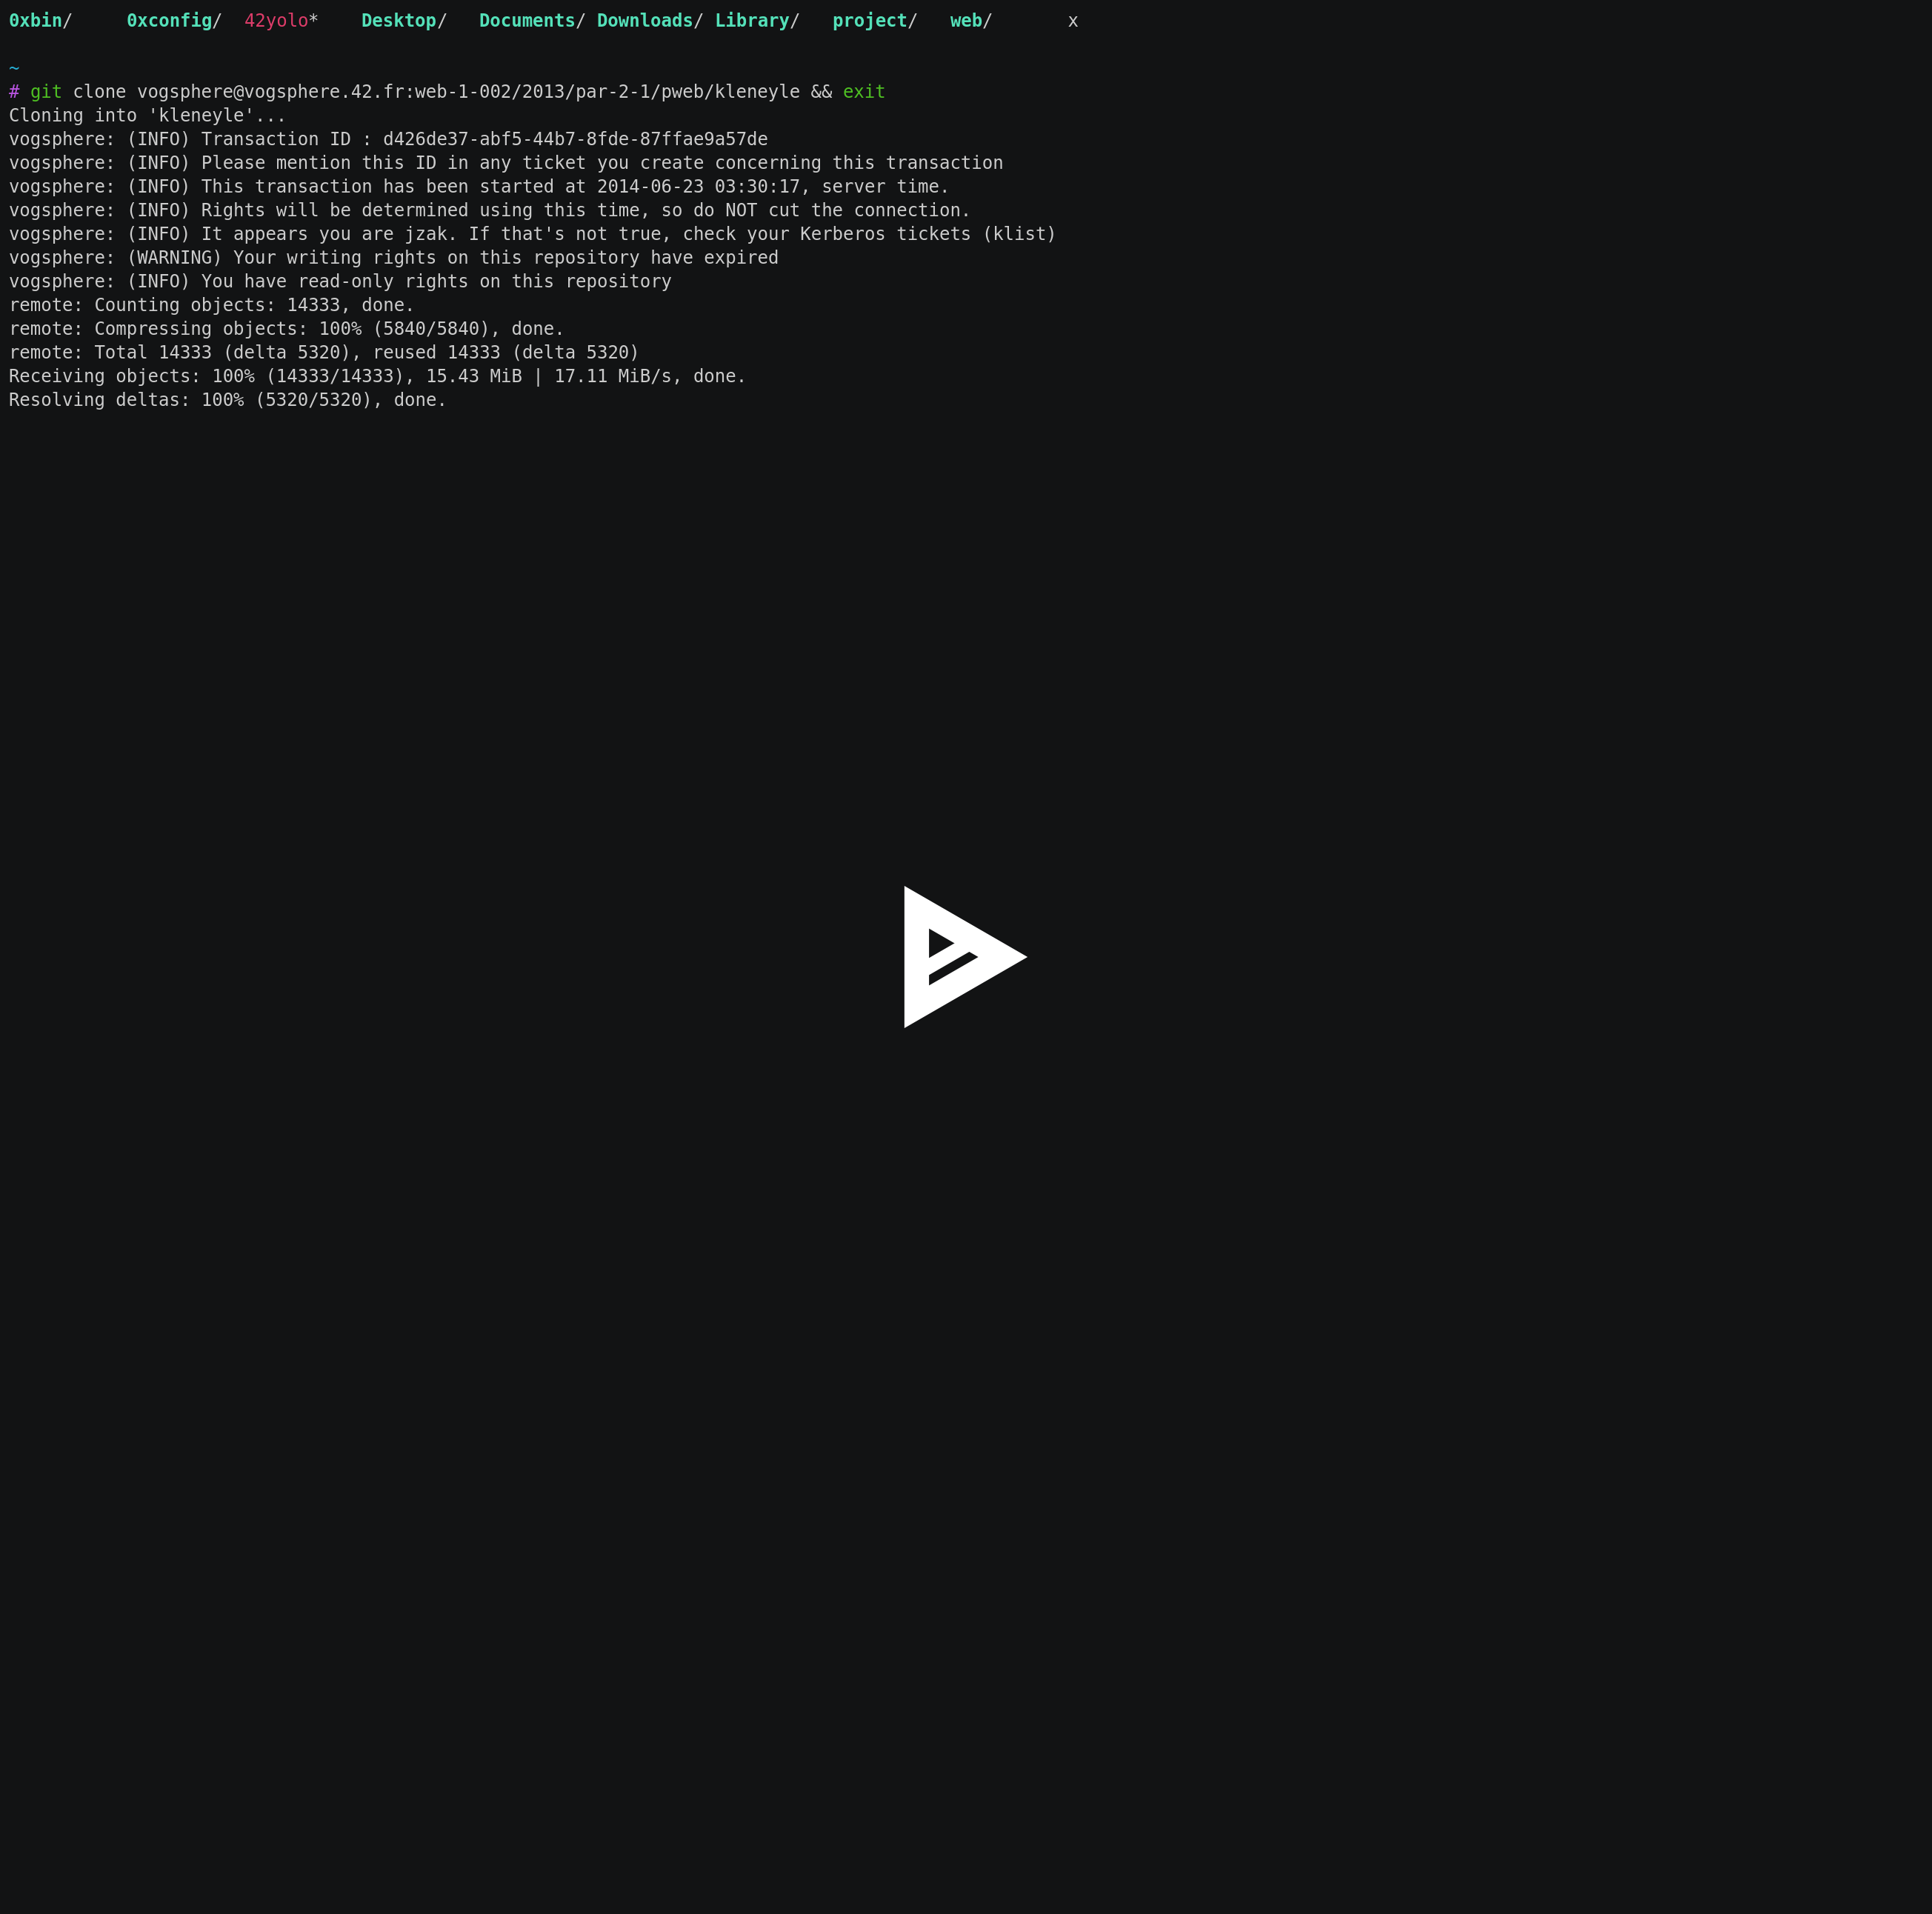 0xbin/ 0xconfig/ 42yolo* Desktop/ Documents/ Downloads/ Library/ project/ web/ x
~
# git clone vogsphere@vogsphere.42.fr:web-1-002/2013/par-2-1/pweb/kleneyle && exit
Cloning into 'kleneyle'...
vogsphere: (INFO) Transaction ID : d426de37-abf5-44b7-8fde-87ffae9a57de
vogsphere: (INFO) Please mention this ID in any ticket you create concerning this transaction
vogsphere: (INFO) This transaction has been started at 2014-06-23 03:30:17, server time.
vogsphere: (INFO) Rights will be determined using this time, so do NOT cut the connection.
vogsphere: (INFO) It appears you are jzak. If that's not true, check your Kerberos tickets (klist)
vogsphere: (WARNING) Your writing rights on this repository have expired
vogsphere: (INFO) You have read-only rights on this repository
remote: Counting objects: 14333, done.
remote: Compressing objects: 100% (5840/5840), done.
remote: Total 14333 (delta 5320), reused 14333 (delta 5320)
Receiving objects: 100% (14333/14333), 15.43 MiB | 17.11 MiB/s, done.
Resolving deltas: 100% (5320/5320), done.